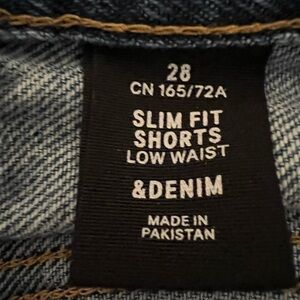 28
CN 165/72A
SLIM FIT
SHORTS
LOW WAIST
&DENIM
MADE IN
PAKISTAN